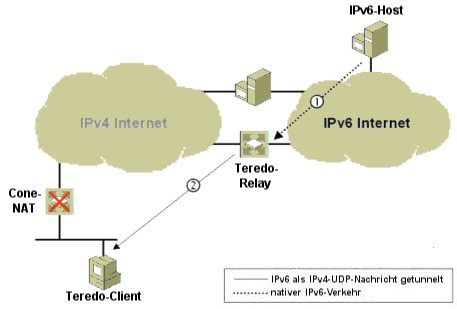 IPv6-Host
IPv4 Internet
1
IPv6 Internet
Teredo-
Relay
2
Cone-
NAT
Teredo-Client
IPv6 als IPv4-UDP-Nachricht getunnelt
nativer IPv6-Verkehr